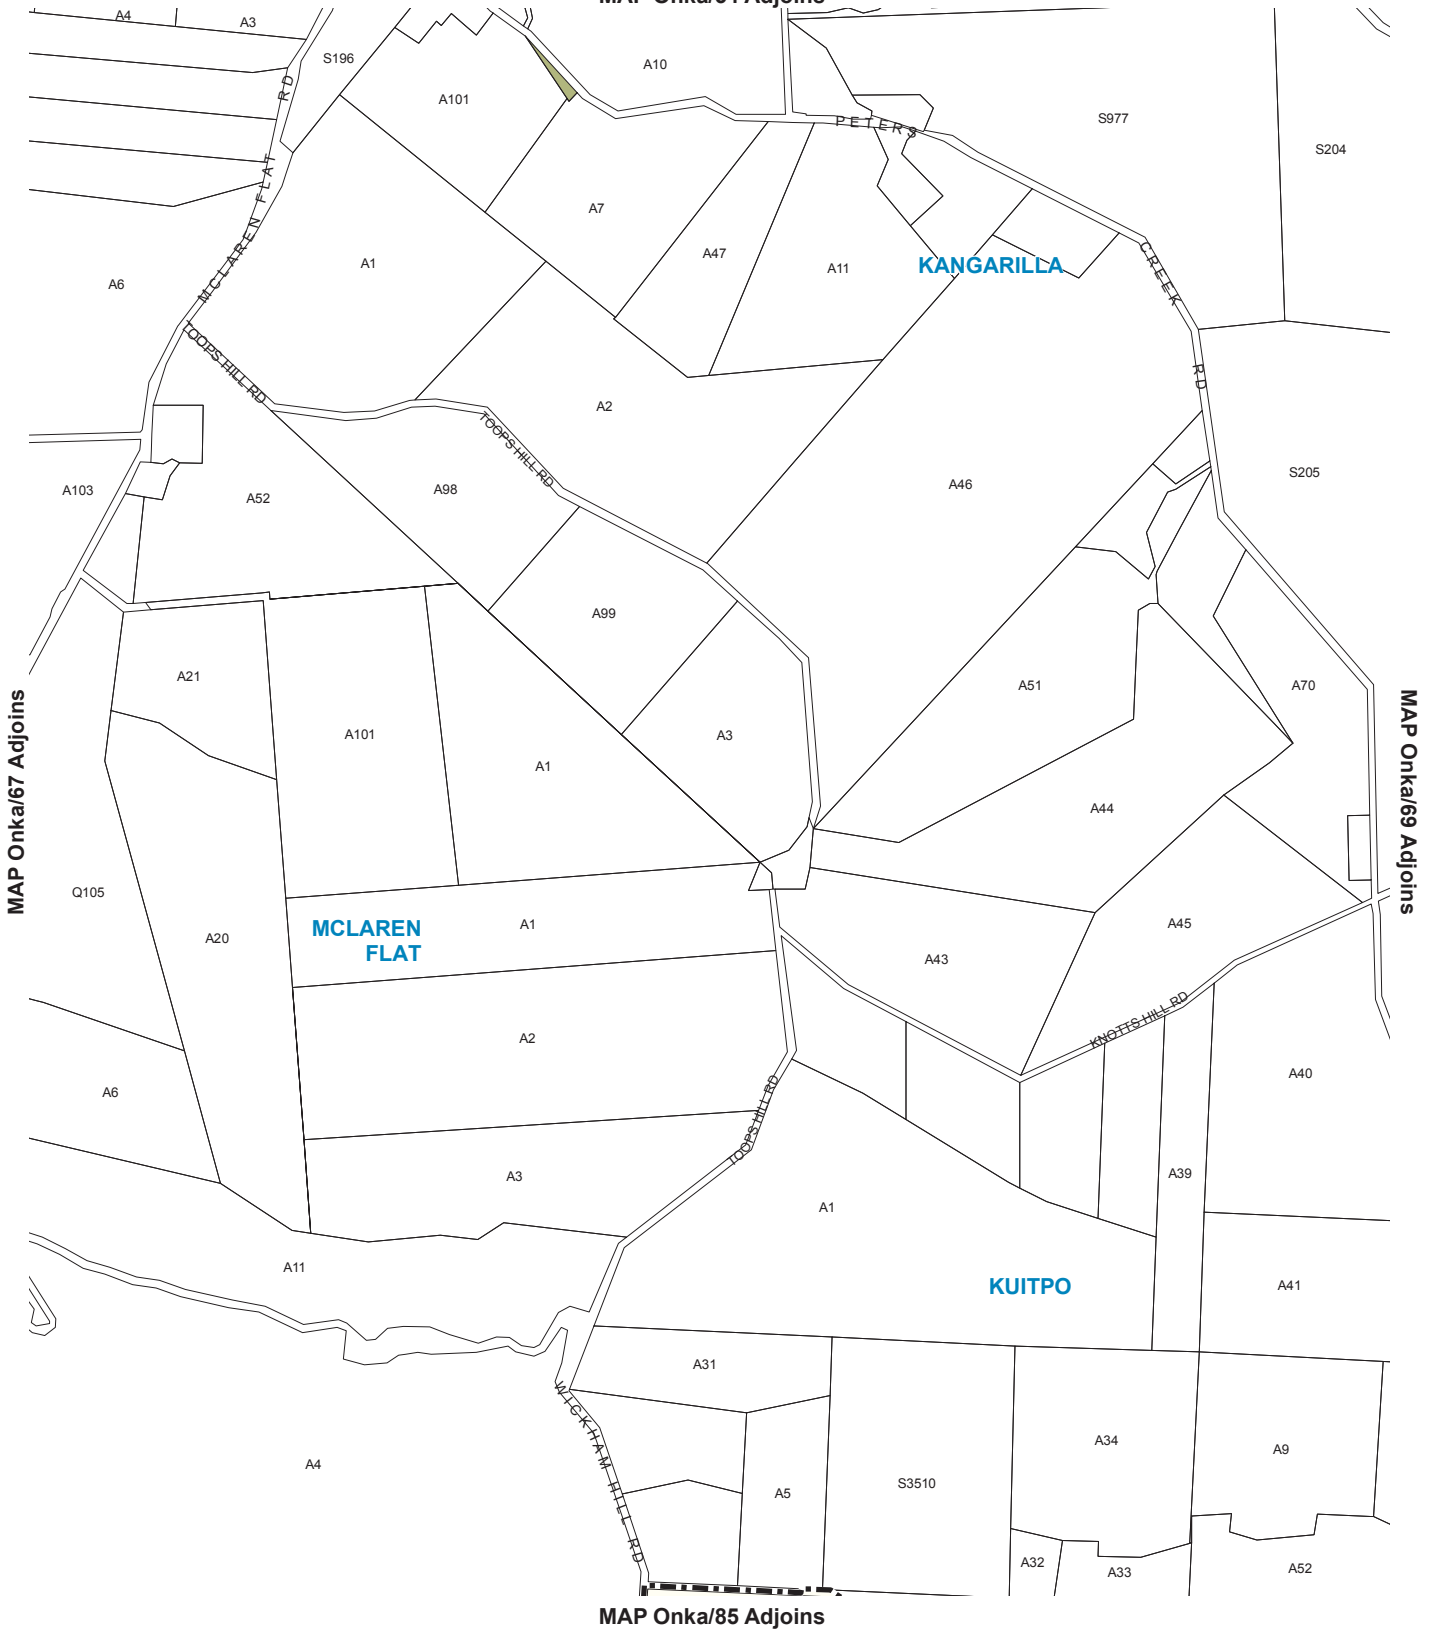 A4
A3
S196
RD
A101
A10
S977
PETERS
S204
MCLAREN FLAT
A7
A47
A11
KANGARILLA
A1
A6
CREEK
TOOPS HILL RD
RD
A2
TOOPS HILL RD
A103
A52
A98
A46
S205
A99
A21
A101
A51
A70
A3
A1
MAP Onka/67 Adjoins
MAP Onka/69 Adjoins
A44
Q105
A20
MCLAREN
FLAT
A1
A43
A45
KNOTTS HILL RD
A2
A40
A6
TOOPS HILL RD
A3
A39
A1
A11
KUITPO
A41
A31
WICKHAM HILL RD
A4
A5
S3510
A34
A9
A32
A33
A52
MAP Onka/85 Adjoins